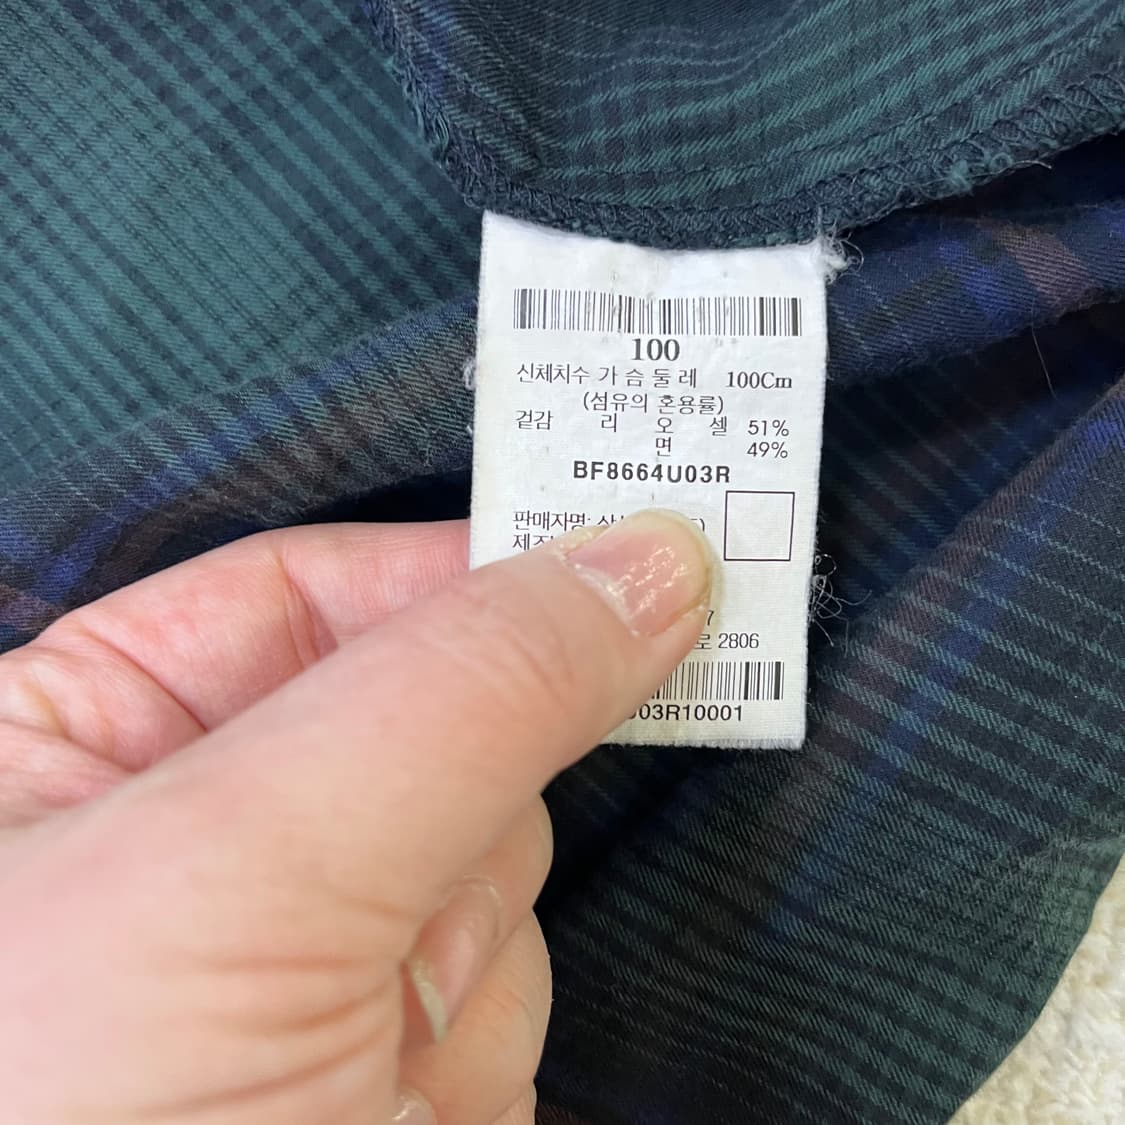 100
신체치수 가 슴 둘 레 100Cm
(섬유의 혼용률)
겉감 리 오 셀 51%
면 49%
BF8664U03R
판매자명:
7
로 2806
03R10001